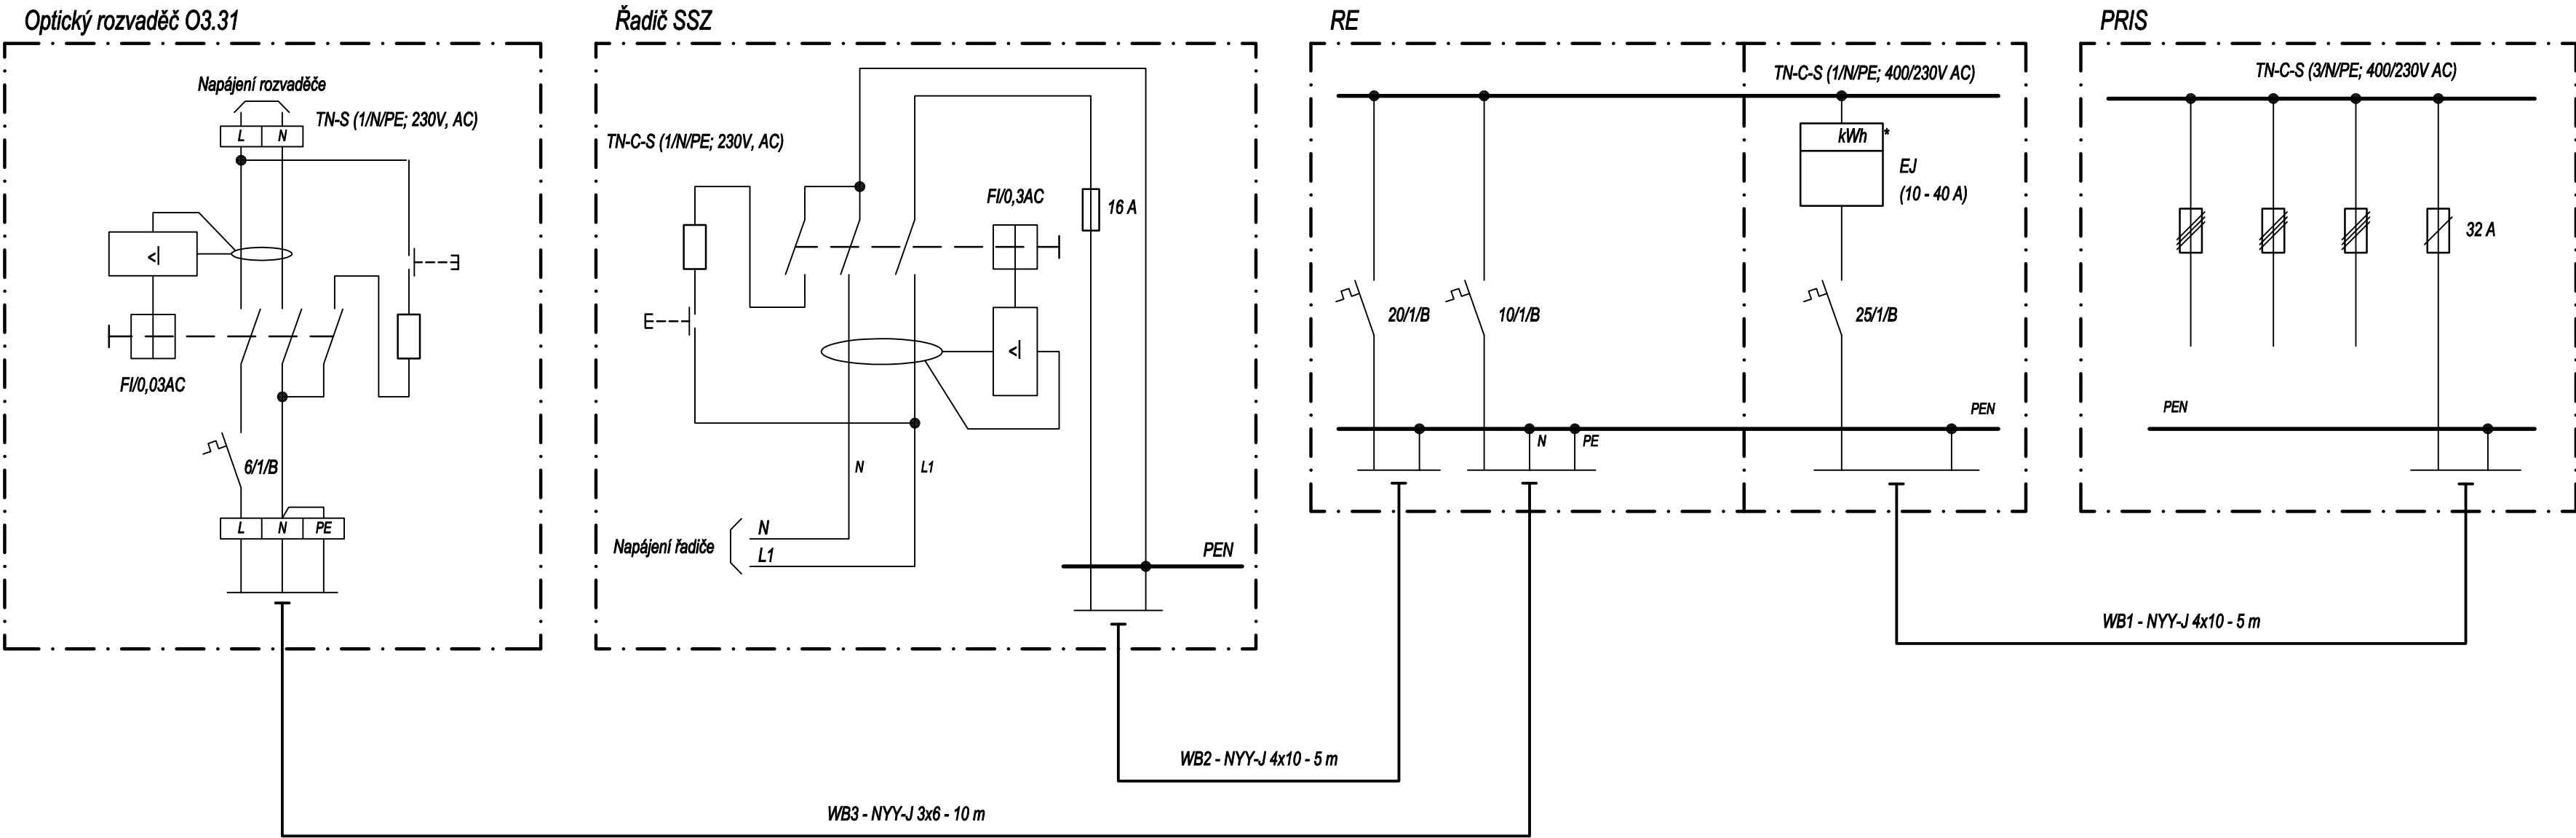 Optický rozvaděč O3.31
Napájení rozvaděče
TN-S (1/N/PE; 230V, AC)
L
N
<|
FI/0,03AC
6/1/B
L
N
PE
Řadič SSZ
TN-C-S (1/N/PE; 230V, AC)
FI/0,3AC
16 A
<|
N
L1
Napájení řadiče
N
L1
PEN
RE
TN-C-S (1/N/PE; 400/230V AC)
kWh
*
EJ
(10 - 40 A)
20/1/B
10/1/B
25/1/B
PEN
N
PE
PRIS
TN-C-S (3/N/PE; 400/230V AC)
32 A
PEN
WB1 - NYY-J 4x10 - 5 m
WB2 - NYY-J 4x10 - 5 m
WB3 - NYY-J 3x6 - 10 m